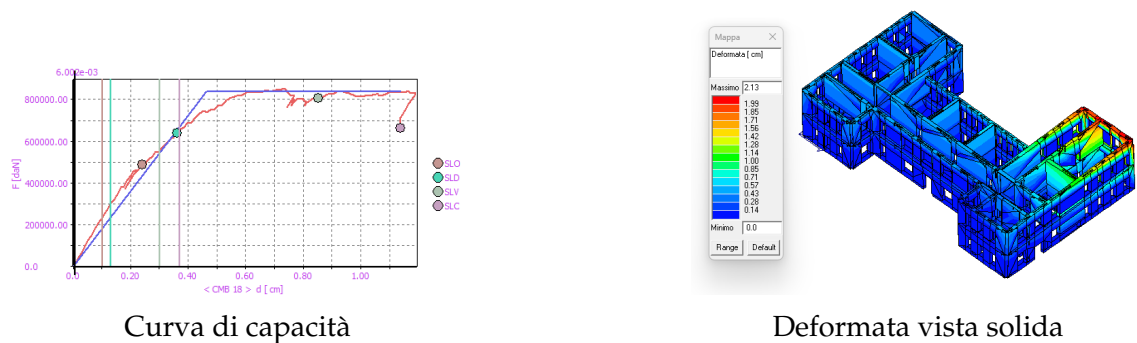 6.002e-03
800000.00
600000.00
400000.00
200000.00
0.0
F [daN]
0.0 0.20 0.40 0.60 0.80 1.00
< CMB 18 > d [ cm]
SLO
SLD
SLV
SLC
Curva di capacità
Mappa
Deformata [ cm]
Massimo 2.13
1.99
1.85
1.71
1.56
1.42
1.28
1.14
1.00
0.85
0.71
0.57
0.43
0.28
0.14
Minimo 0.0
Range Default
Deformata vista solida